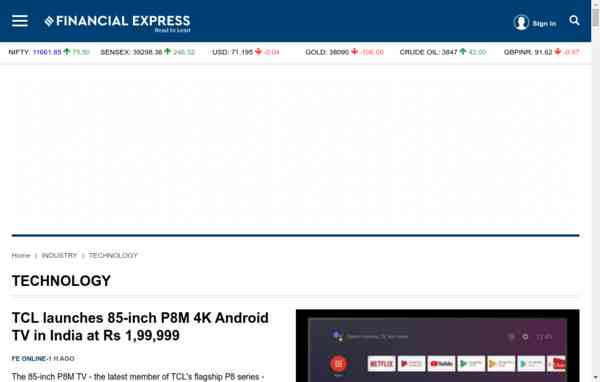 FINANCIAL EXPRESS
Read to Lead
Sign In
NIFTY: 11661.85 75.50 SENSEX: 39298.38 246.32 USD: 71.195 -0.04 GOLD: 38090 -106.00 CRUDE OIL: 3847 42.00 GBPINR: 91.62 -0.97
Home | INDUSTRY | TECHNOLOGY
TECHNOLOGY
TCL launches 85-inch P8M 4K Android
TV in India at Rs 1,99,999
FE ONLINE-1 H AGO
The 85-inch P8M TV - the latest member of TCL's flagship P8 series -
12:45
NETFLIX
YouTube